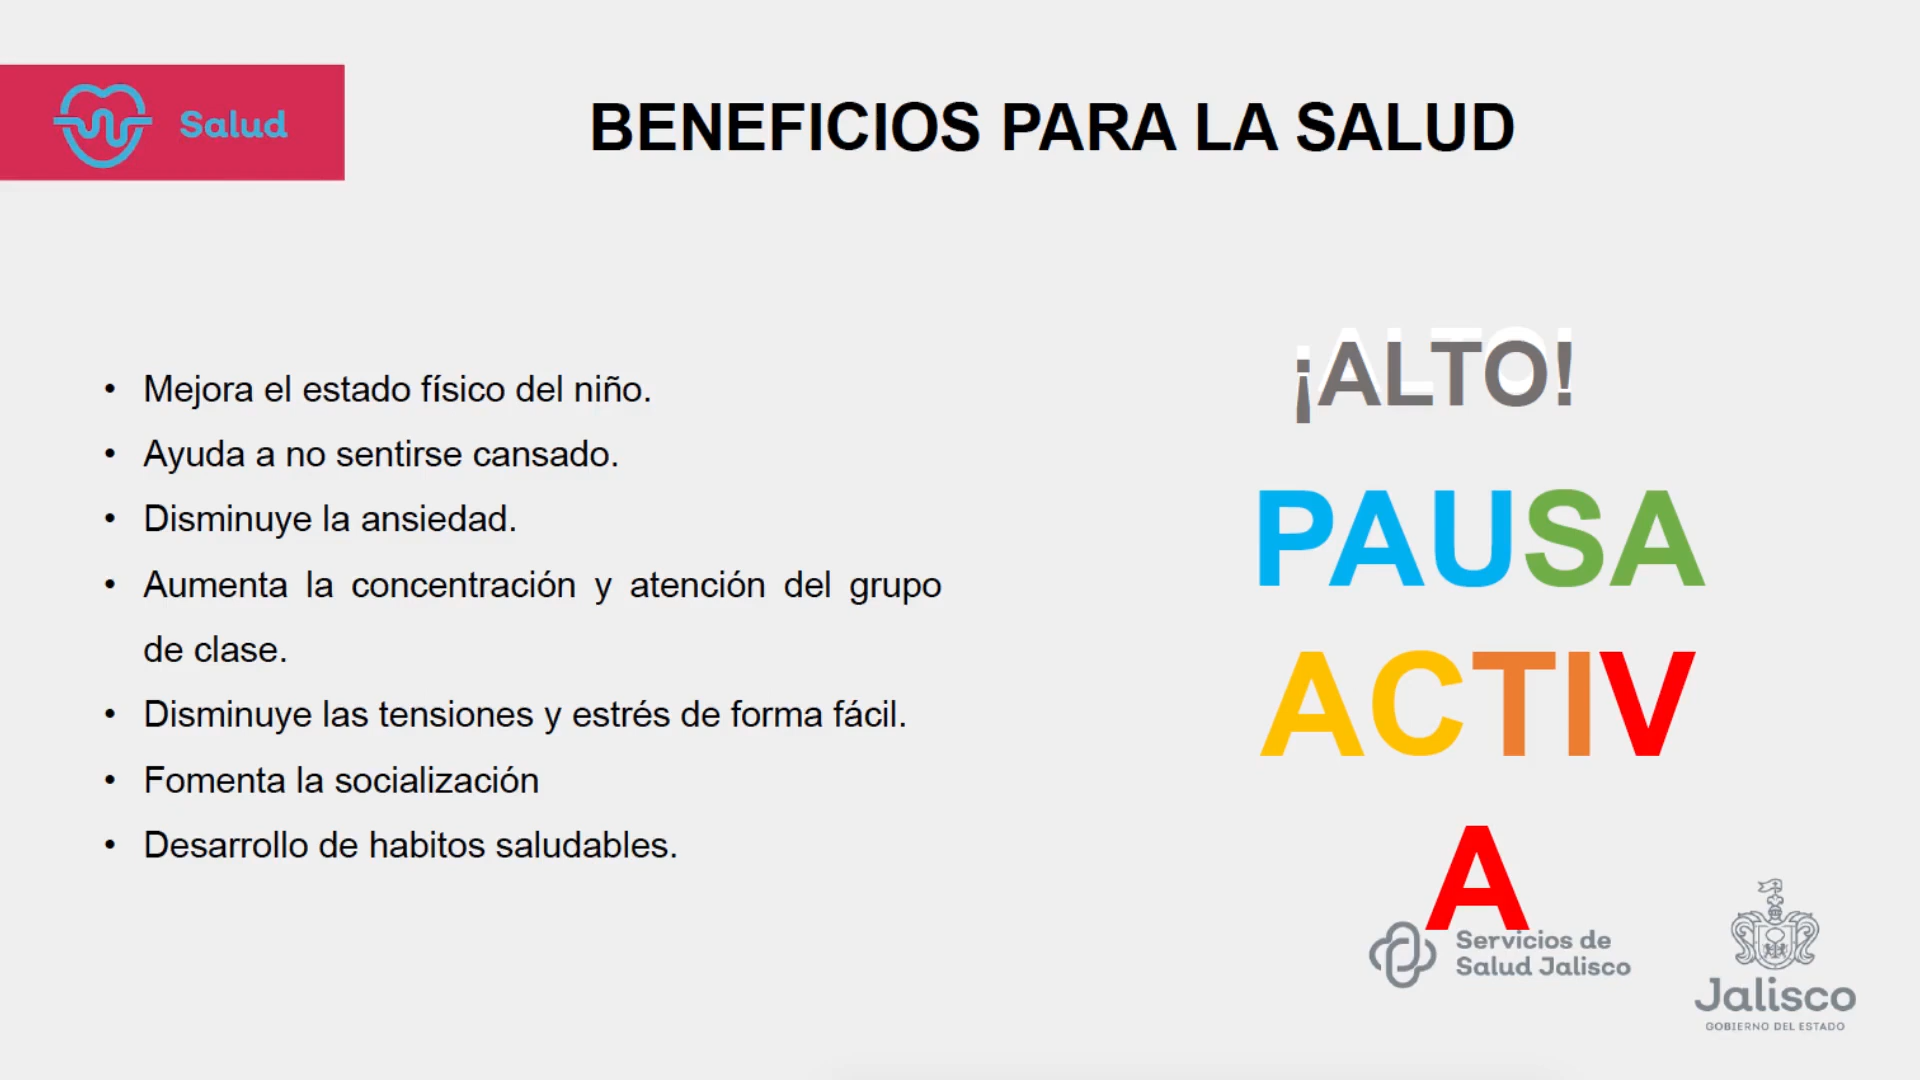 Salud
BENEFICIOS PARA LA SALUD
• Mejora el estado físico del niño.
• Ayuda a no sentirse cansado.
• Disminuye la ansiedad.
• Aumenta la concentración y atención del grupo
de clase.
• Disminuye las tensiones y estrés de forma fácil.
• Fomenta la socialización
• Desarrollo de habitos saludables.
¡ALTO!
PAUSA
ACTIV
A
Servicios de
Salud Jalisco
Jalisco
GOBIERNO DEL ESTADO